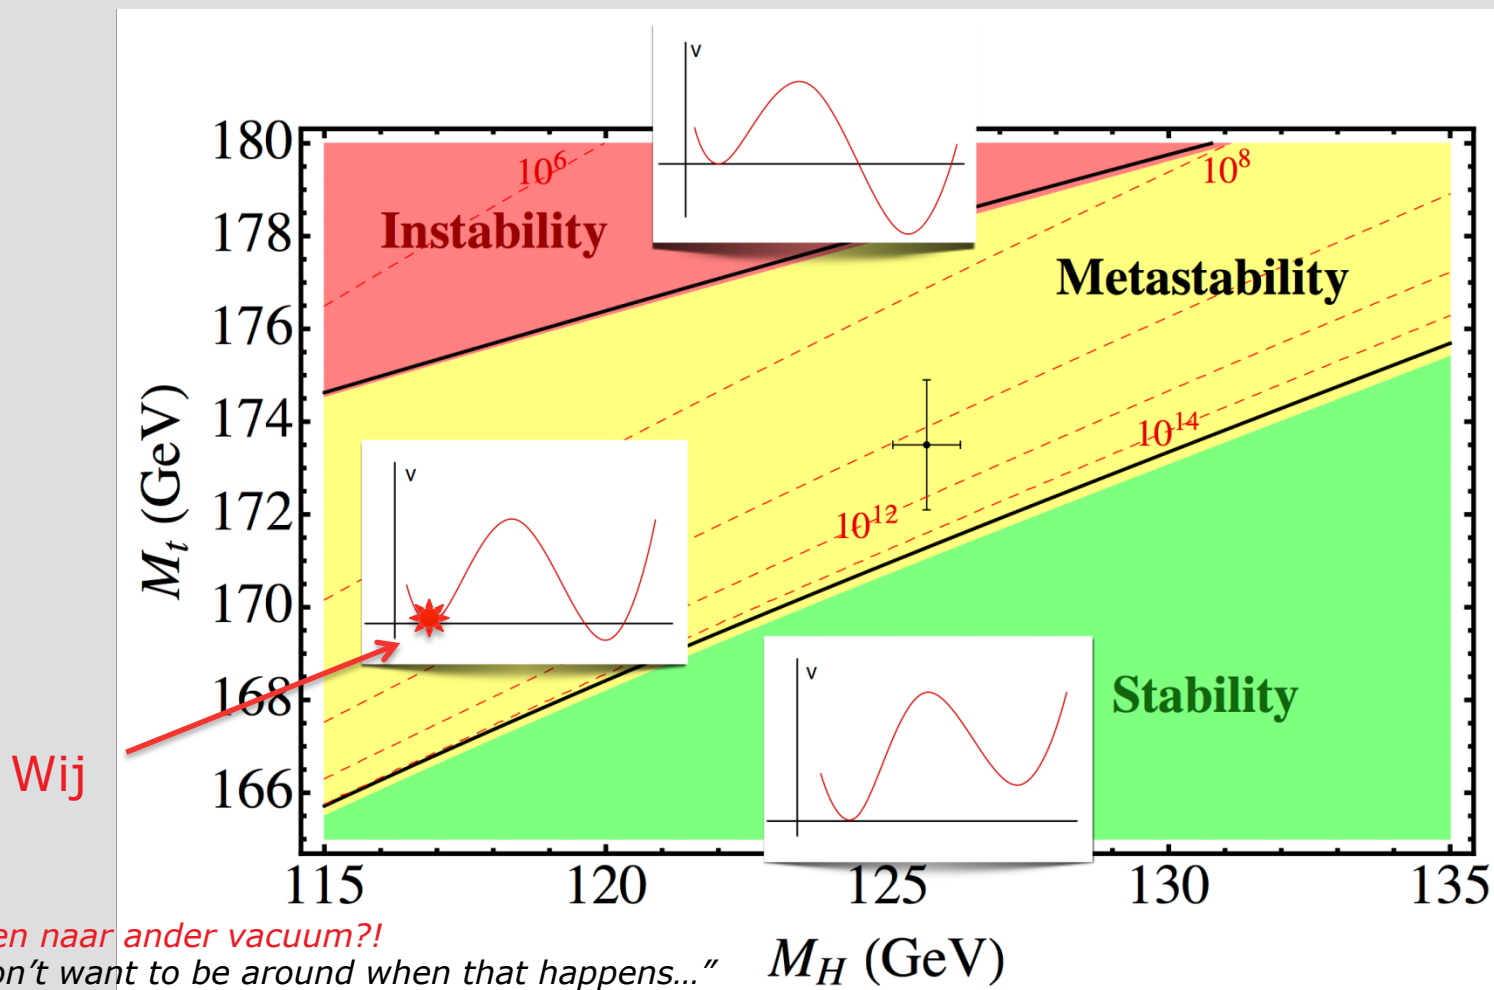 V
180
10⁶
10⁸
Instability
178
Metastability
176
M_t (GeV)
174
10¹⁴
V
172
10¹²
170
V
168
Stability
Wij
166
115 120 125 130 135
naar ander vacuum?!
want to be around when that happens…”
M_H (GeV)